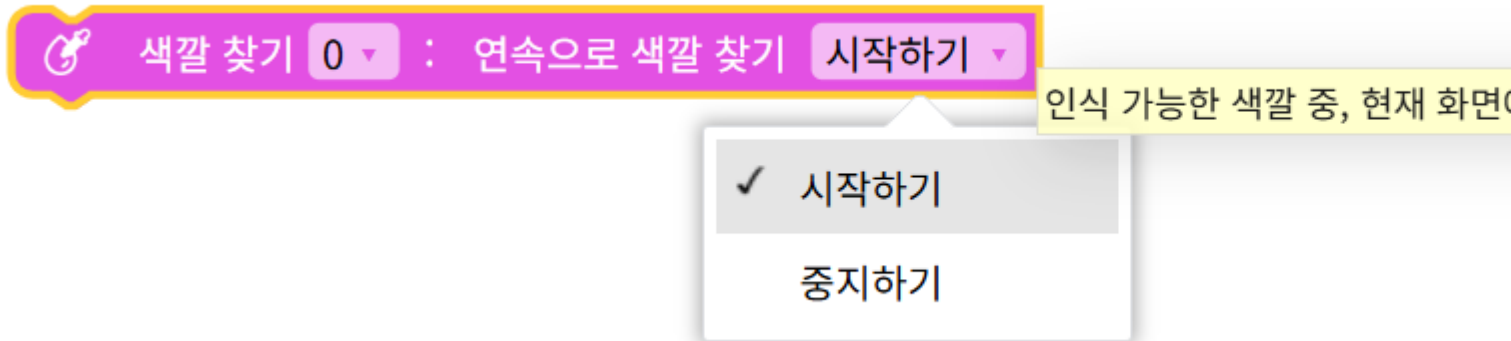 색깔 찾기 0 : 연속으로 색깔 찾기 시작하기
인식 가능한 색깔 중, 현재 화면에
시작하기
중지하기